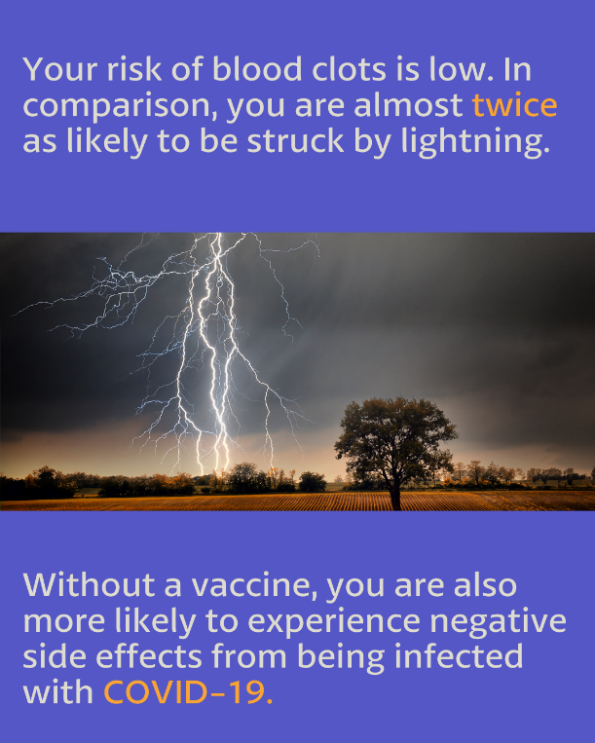 Your risk of blood clots is low. In
comparison, you are almost twice
as likely to be struck by lightning.
Without a vaccine, you are also
more likely to experience negative
side effects from being infected
with COVID-19.